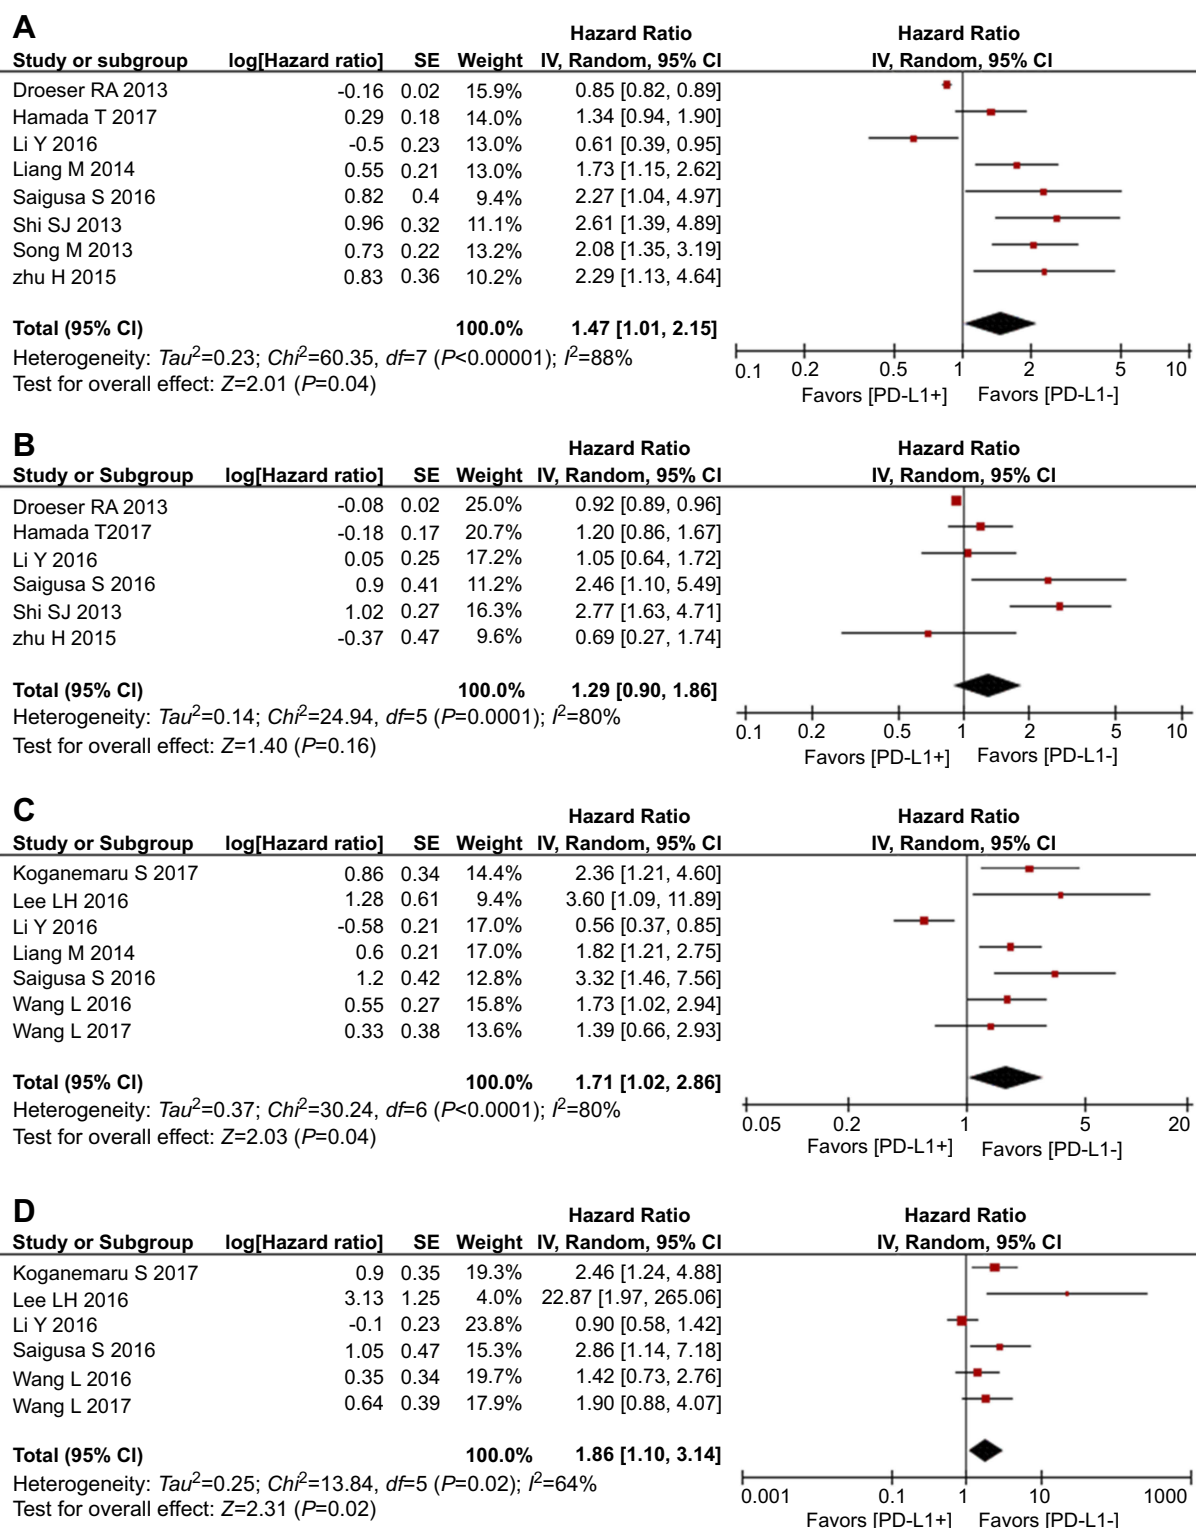 A
Hazard Ratio Hazard Ratio
Study or subgroup log[Hazard ratio] SE Weight IV, Random, 95% CI IV, Random, 95% CI
Droeser RA 2013 -0.16 0.02 15.9% 0.85 [0.82, 0.89]
Hamada T 2017 0.29 0.18 14.0% 1.34 [0.94, 1.90]
Li Y 2016 -0.5 0.23 13.0% 0.61 [0.39, 0.95]
Liang M 2014 0.55 0.21 13.0% 1.73 [1.15, 2.62]
Saigusa S 2016 0.82 0.4 9.4% 2.27 [1.04, 4.97]
Shi SJ 2013 0.96 0.32 11.1% 2.61 [1.39, 4.89]
Song M 2013 0.73 0.22 13.2% 2.08 [1.35, 3.19]
zhu H 2015 0.83 0.36 10.2% 2.29 [1.13, 4.64]
Total (95% CI) 100.0% 1.47 [1.01, 2.15]
Heterogeneity: Tau²=0.23; Chi²=60.35, df=7 (P<0.00001); I²=88%
0.1 0.2 0.5 1 2 5 10
Test for overall effect: Z=2.01 (P=0.04)
Favors [PD-L1+] Favors [PD-L1-]
B
Hazard Ratio Hazard Ratio
Study or Subgroup log[Hazard ratio] SE Weight IV, Random, 95% CI IV, Random, 95% CI
Droeser RA 2013 -0.08 0.02 25.0% 0.92 [0.89, 0.96]
Hamada T2017 -0.18 0.17 20.7% 1.20 [0.86, 1.67]
Li Y 2016 0.05 0.25 17.2% 1.05 [0.64, 1.72]
Saigusa S 2016 0.9 0.41 11.2% 2.46 [1.10, 5.49]
Shi SJ 2013 1.02 0.27 16.3% 2.77 [1.63, 4.71]
zhu H 2015 -0.37 0.47 9.6% 0.69 [0.27, 1.74]
Total (95% CI) 100.0% 1.29 [0.90, 1.86]
Heterogeneity: Tau²=0.14; Chi²=24.94, df=5 (P=0.0001); I²=80%
0.1 0.2 0.5 1 2 5 10
Test for overall effect: Z=1.40 (P=0.16)
Favors [PD-L1+] Favors [PD-L1-]
C
Hazard Ratio Hazard Ratio
Study or Subgroup log[Hazard ratio] SE Weight IV, Random, 95% CI IV, Random, 95% CI
Koganemaru S 2017 0.86 0.34 14.4% 2.36 [1.21, 4.60]
Lee LH 2016 1.28 0.61 9.4% 3.60 [1.09, 11.89]
Li Y 2016 -0.58 0.21 17.0% 0.56 [0.37, 0.85]
Liang M 2014 0.6 0.21 17.0% 1.82 [1.21, 2.75]
Saigusa S 2016 1.2 0.42 12.8% 3.32 [1.46, 7.56]
Wang L 2016 0.55 0.27 15.8% 1.73 [1.02, 2.94]
Wang L 2017 0.33 0.38 13.6% 1.39 [0.66, 2.93]
Total (95% CI) 100.0% 1.71 [1.02, 2.86]
Heterogeneity: Tau²=0.37; Chi²=30.24, df=6 (P<0.0001); I²=80%
0.05 0.2 1 5 20
Test for overall effect: Z=2.03 (P=0.04)
Favors [PD-L1+] Favors [PD-L1-]
D
Hazard Ratio Hazard Ratio
Study or Subgroup log[Hazard ratio] SE Weight IV, Random, 95% CI IV, Random, 95% CI
Koganemaru S 2017 0.9 0.35 19.3% 2.46 [1.24, 4.88]
Lee LH 2016 3.13 1.25 4.0% 22.87 [1.97, 265.06]
Li Y 2016 -0.1 0.23 23.8% 0.90 [0.58, 1.42]
Saigusa S 2016 1.05 0.47 15.3% 2.86 [1.14, 7.18]
Wang L 2016 0.35 0.34 19.7% 1.42 [0.73, 2.76]
Wang L 2017 0.64 0.39 17.9% 1.90 [0.88, 4.07]
Total (95% CI) 100.0% 1.86 [1.10, 3.14]
Heterogeneity: Tau²=0.25; Chi²=13.84, df=5 (P=0.02); I²=64%
0.001 0.1 1 10 1000
Test for overall effect: Z=2.31 (P=0.02)
Favors [PD-L1+] Favors [PD-L1-]